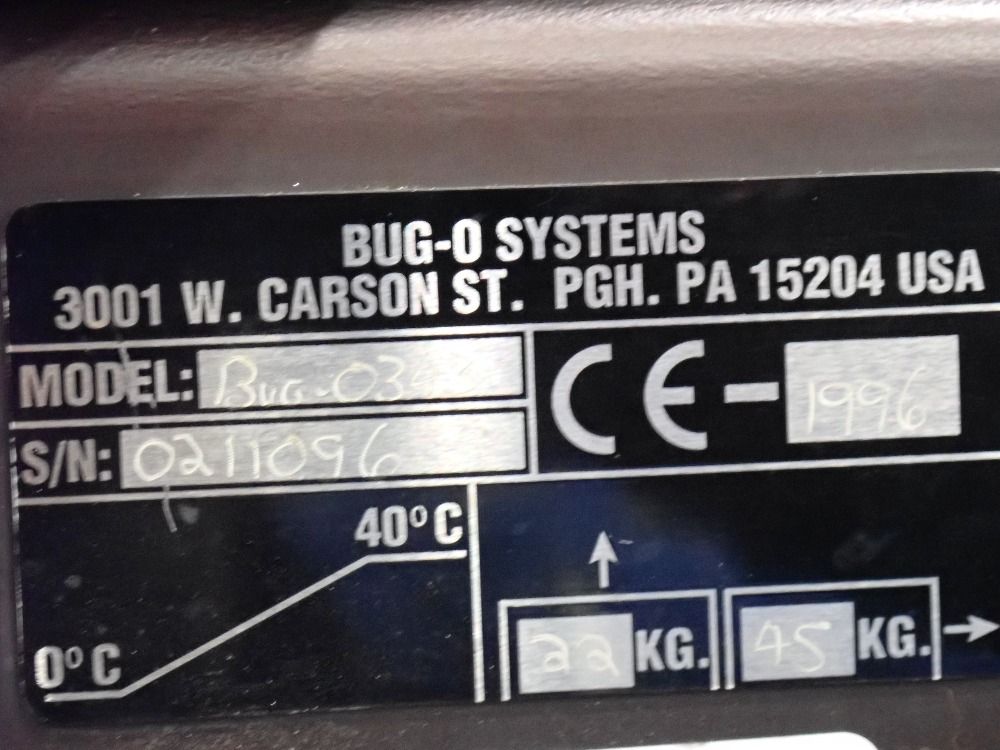 BUG-O SYSTEMS
3001 W. CARSON ST. PGH. PA 15204 USA
MODEL:
CE - 1996
S/N: 0211096
40°C
0°C
22 KG. 45 KG.